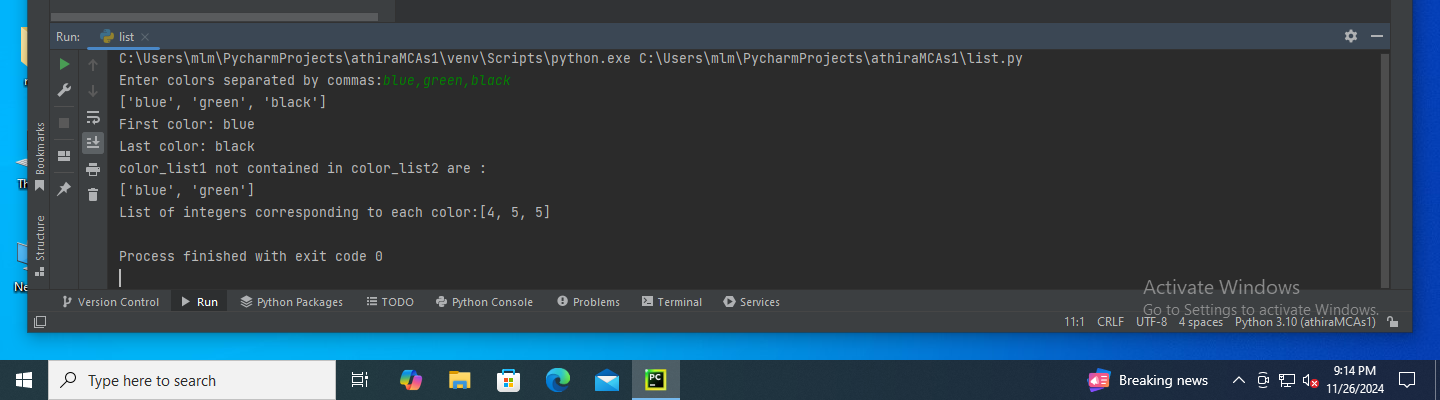 Run: list
C:\Users\mlm\PycharmProjects\athiraMCAs1\venv\Scripts\python.exe C:\Users\mlm\PycharmProjects\athiraMCAs1\list.py
Enter colors separated by commas:blue,green,black
['blue', 'green', 'black']
First color: blue
Last color: black
color_list1 not contained in color_list2 are :
['blue', 'green']
List of integers corresponding to each color:[4, 5, 5]
Process finished with exit code 0
Bookmarks
Structure
Version Control Run Python Packages TODO Python Console Problems Terminal Services
Activate Windows
Go to Settings to activate Windows.
11:1 CRLF UTF-8 4 spaces Python 3.10 (athiraMCAs1)
PC
Type here to search
Breaking news
9:14 PM
11/26/2024